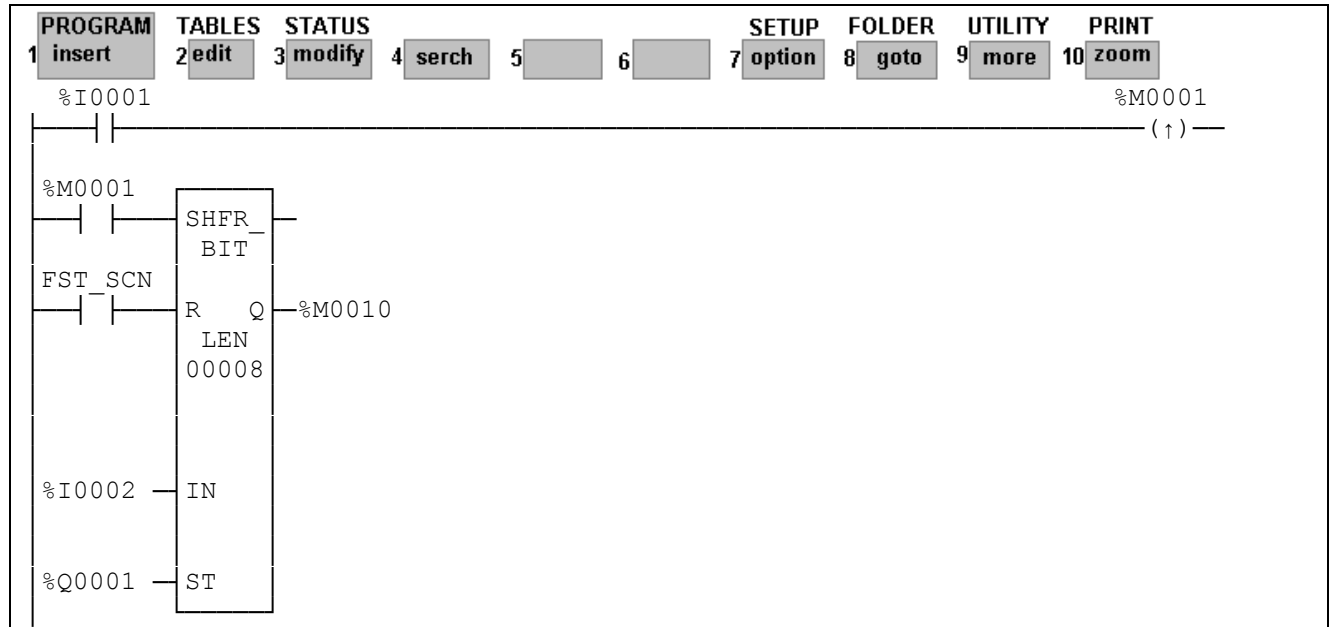 PROGRAM TABLES STATUS SETUP FOLDER UTILITY PRINT
1 insert 2 edit 3 modify 4 serch 5 6 7 option 8 goto 9 more 10 zoom
%I0001 %M0001
(↑)
%M0001
SHFR_
BIT
FST_SCN
R Q %M0010
LEN
00008
%I0002 IN
%Q0001 ST